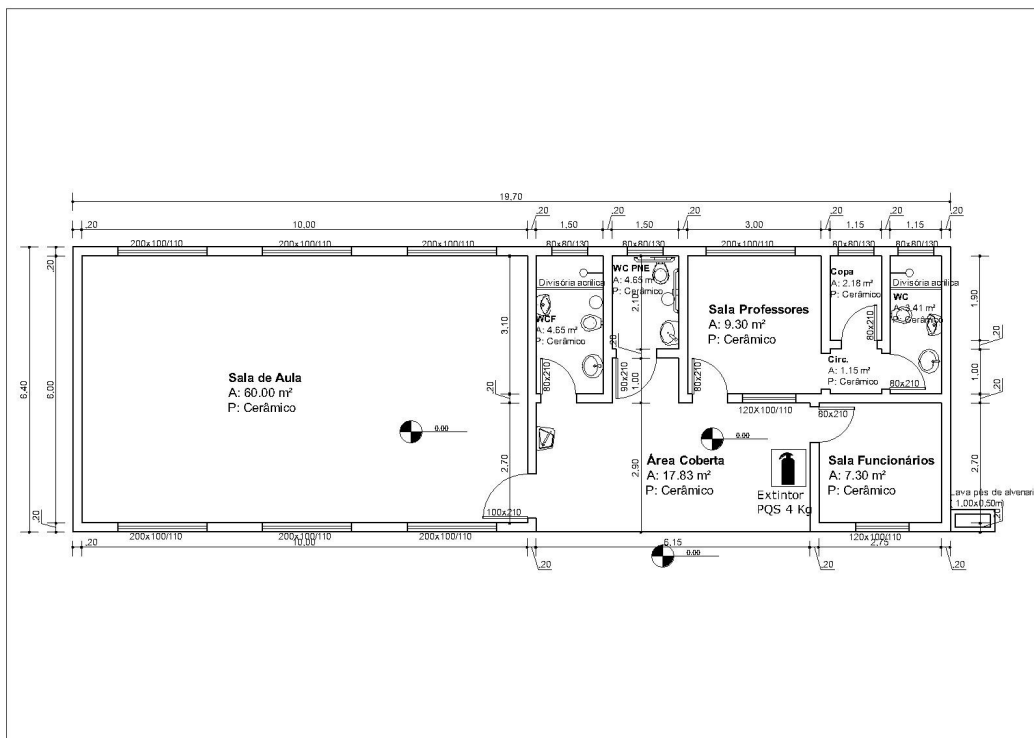 19.70
.20
10.00
.20
1.50
.20
1.50
.20
3.00
.20
1.15
.20
1.15
.20
200x100/110
200x100/110
200x100/110
80x80/130
80x80/130
200x100/110
80x80/130
80x80/130
6.40
.20
6.00
.20
Sala de Aula
A: 60.00 m²
P: Cerâmico
0.00
3.10
.20
2.70
100x210
Divisória acrílica
WCF
A: 4.65 m²
P: Cerâmico
80x210
WC PNE
A: 4.65 m²
P: Cerâmico
2.10
.20
1.00
90x210
2.90
Sala Professores
A: 9.30 m²
P: Cerâmico
80x210
120X100/110
Copa
A: 2.18 m²
P: Cerâmico
80x210
Circ.
A: 1.15 m²
P: Cerâmico
Divisória acrílica
WC
A: 3.41 m²
P: Cerâmico
80x210
1.90
.20
1.00
.20
2.70
.20
0.00
Área Coberta
A: 17.83 m²
P: Cerâmico
Extintor
PQS 4 Kg
80x210
Sala Funcionários
A: 7.30 m²
P: Cerâmico
Lava pés de alvenari
1,00x0,50m)
200x100/110
200x100/110
200x100/110
120x100/110
.20
10.00
.20
6.15
.20
2.75
.20
0.00